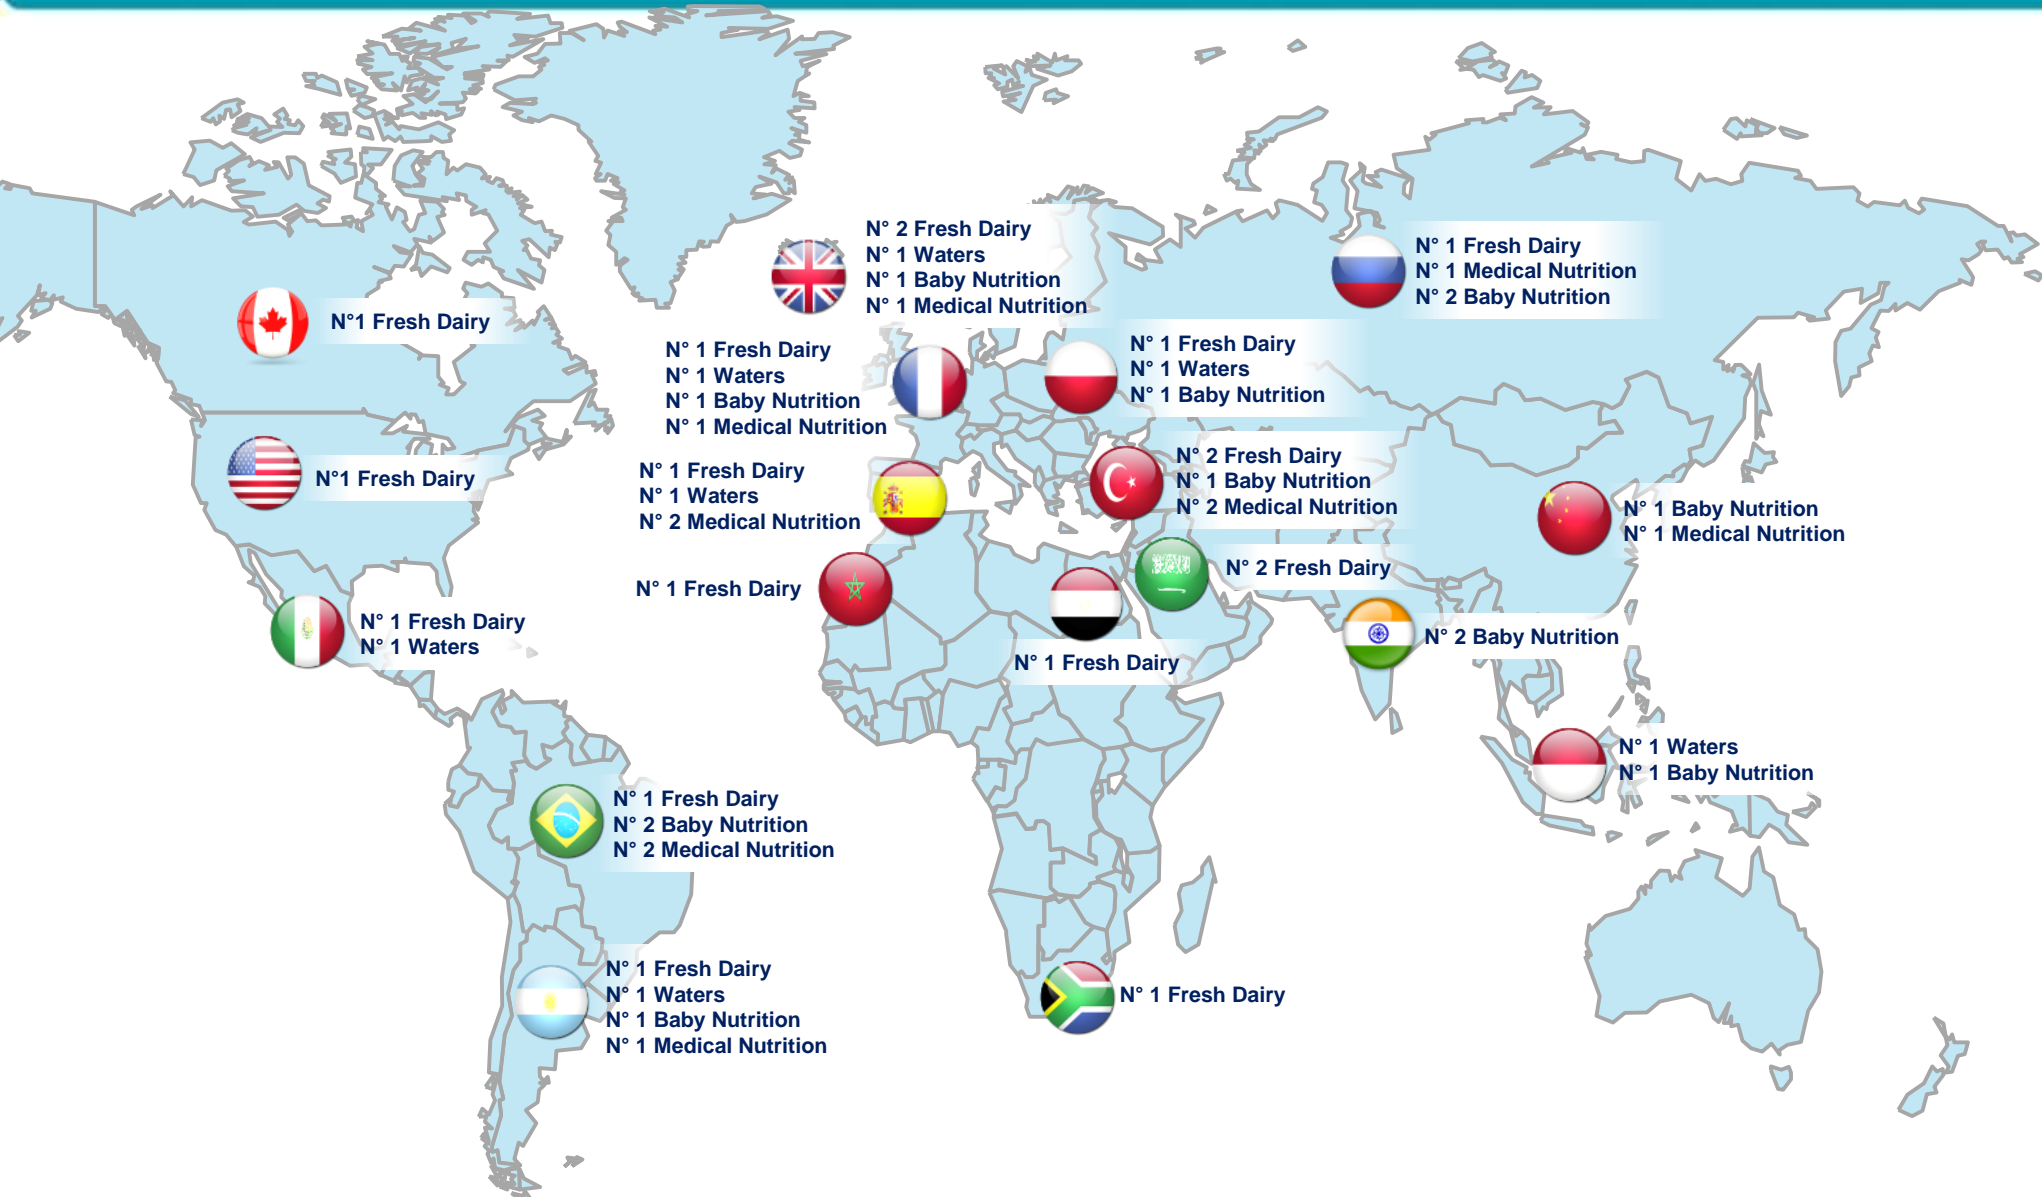 N° 2 Fresh Dairy
N° 1 Waters
N° 1 Baby Nutrition
N° 1 Medical Nutrition
N° 1 Fresh Dairy
N° 1 Medical Nutrition
N° 2 Baby Nutrition
N°1 Fresh Dairy
N° 1 Fresh Dairy
N° 1 Waters
N° 1 Baby Nutrition
N° 1 Medical Nutrition
N° 1 Fresh Dairy
N° 1 Waters
N° 1 Baby Nutrition
N°1 Fresh Dairy
N° 1 Fresh Dairy
N° 1 Waters
N° 2 Medical Nutrition
N° 2 Fresh Dairy
N° 1 Baby Nutrition
N° 2 Medical Nutrition
N° 1 Baby Nutrition
N° 1 Medical Nutrition
N° 1 Fresh Dairy
N° 2 Fresh Dairy
N° 1 Fresh Dairy
N° 1 Waters
N° 1 Fresh Dairy
N° 2 Baby Nutrition
N° 1 Waters
N° 1 Baby Nutrition
N° 1 Fresh Dairy
N° 2 Baby Nutrition
N° 2 Medical Nutrition
N° 1 Fresh Dairy
N° 1 Waters
N° 1 Baby Nutrition
N° 1 Medical Nutrition
N° 1 Fresh Dairy